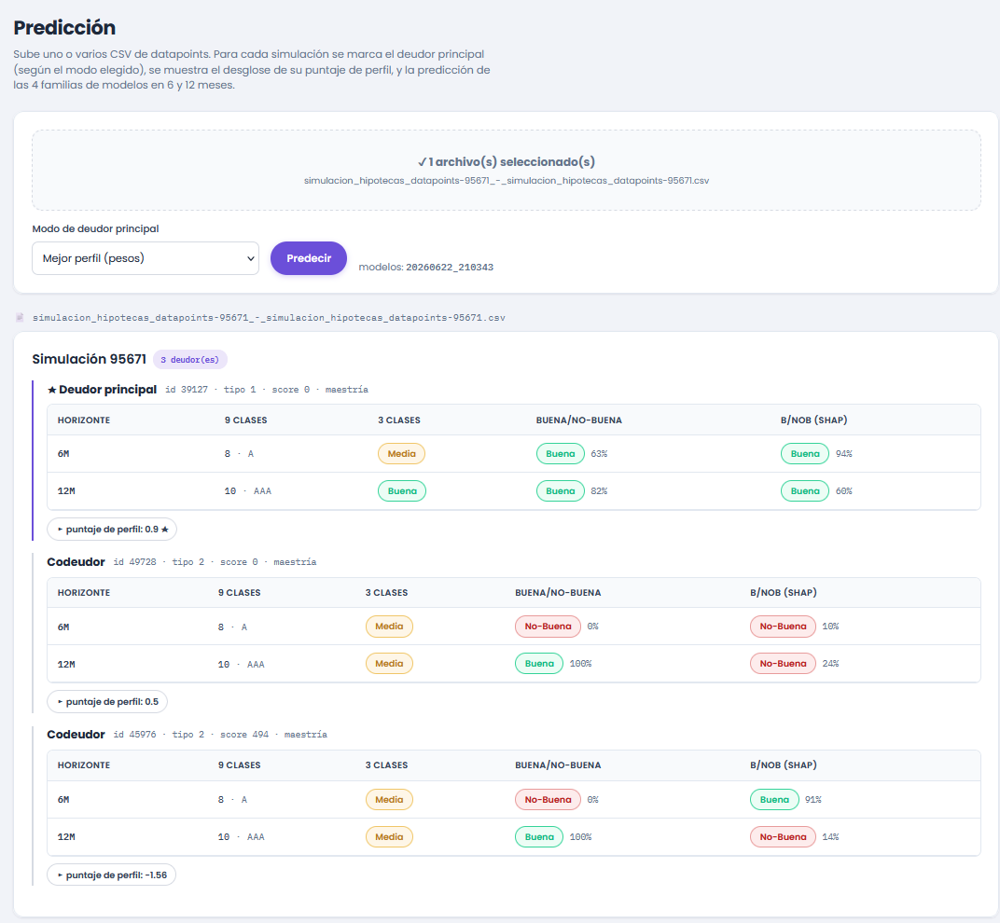 Predicción
Sube uno o varios CSV de datapoints. Para cada simulación se marca el deudor principal
(según el modo elegido), se muestra el desglose de su puntaje de perfil, y la predicción de
las 4 familias de modelos en 6 y 12 meses.
✓ 1 archivo(s) seleccionado(s)
simulacion_hipotecas_datapoints-95671_-_simulacion_hipotecas_datapoints-95671.csv
Modo de deudor principal
Mejor perfil (pesos)
Predecir
modelos: 20260622_210343
simulacion_hipotecas_datapoints-95671_-_simulacion_hipotecas_datapoints-95671.csv
Simulación 95671 3 deudor(es)
★ Deudor principal id 39127 · tipo 1 · score 0 · maestría
HORIZONTE 9 CLASES 3 CLASES BUENA/NO-BUENA B/NOB (SHAP)
6M 8 · A Media Buena 63% Buena 94%
12M 10 · AAA Buena Buena 82% Buena 60%
► puntaje de perfil: 0.9 ★
Codeudor id 49728 · tipo 2 · score 0 · maestría
HORIZONTE 9 CLASES 3 CLASES BUENA/NO-BUENA B/NOB (SHAP)
6M 8 · A Media No-Buena 0% No-Buena 10%
12M 10 · AAA Media Buena 100% No-Buena 24%
► puntaje de perfil: 0.5
Codeudor id 45976 · tipo 2 · score 494 · maestría
HORIZONTE 9 CLASES 3 CLASES BUENA/NO-BUENA B/NOB (SHAP)
6M 8 · A Media No-Buena 0% Buena 91%
12M 10 · AAA Media Buena 100% No-Buena 14%
► puntaje de perfil: -1.56